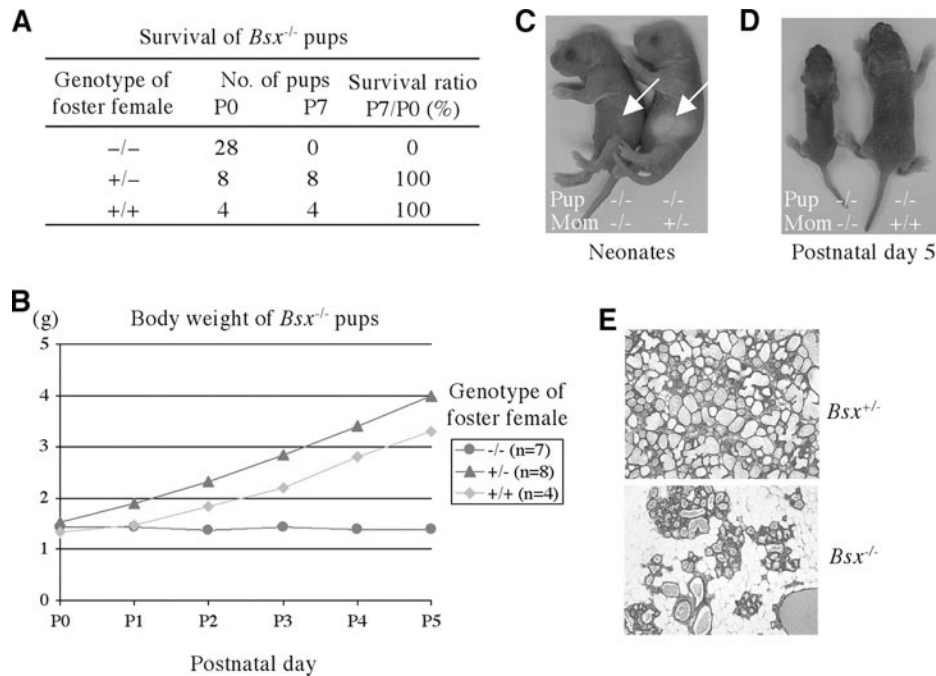 A
Survival of Bsx-/- pups
Genotype of foster female
No. of pups
P0 P7
Survival ratio P7/P0 (%)
–/– 28 0 0
+/– 8 8 100
+/+ 4 4 100
B
(g)
Body weight of Bsx-/- pups
5
4
3
2
1
0
P0 P1 P2 P3 P4 P5
Postnatal day
Genotype of
foster female
-/- (n=7)
+/- (n=8)
+/+ (n=4)
C
Pup -/- -/-
Mom -/- +/-
Neonates
D
Pup -/- -/-
Mom -/- +/+
Postnatal day 5
E
Bsx+/-
Bsx-/-